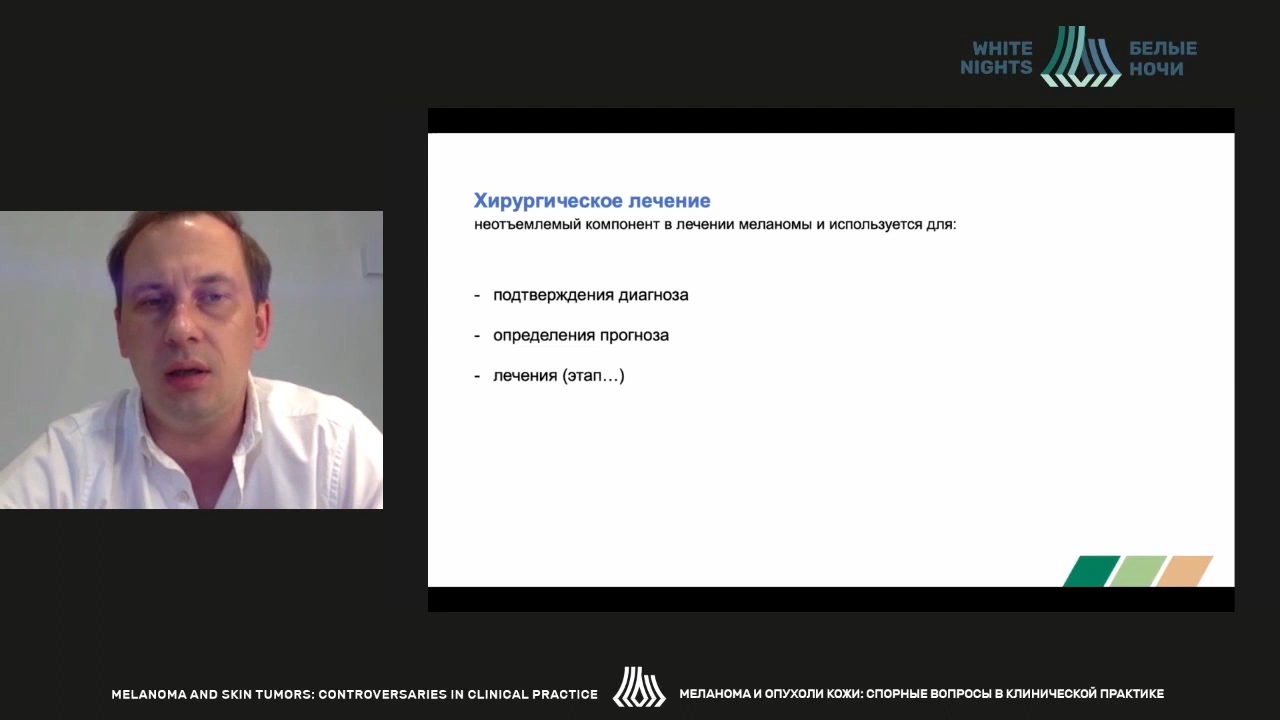 WHITE
NIGHTS
БЕЛЫЕ
НОЧИ
Хирургическое лечение
неотъемлемый компонент в лечении меланомы и используется для:
- подтверждения диагноза
- определения прогноза
- лечения (этап...)
MELANOMA AND SKIN TUMORS: CONTROVERSARIES IN CLINICAL PRACTICE
МЕЛАНОМА И ОПУХОЛИ КОЖИ: СПОРНЫЕ ВОПРОСЫ В КЛИНИЧЕСКОЙ ПРАКТИКЕ